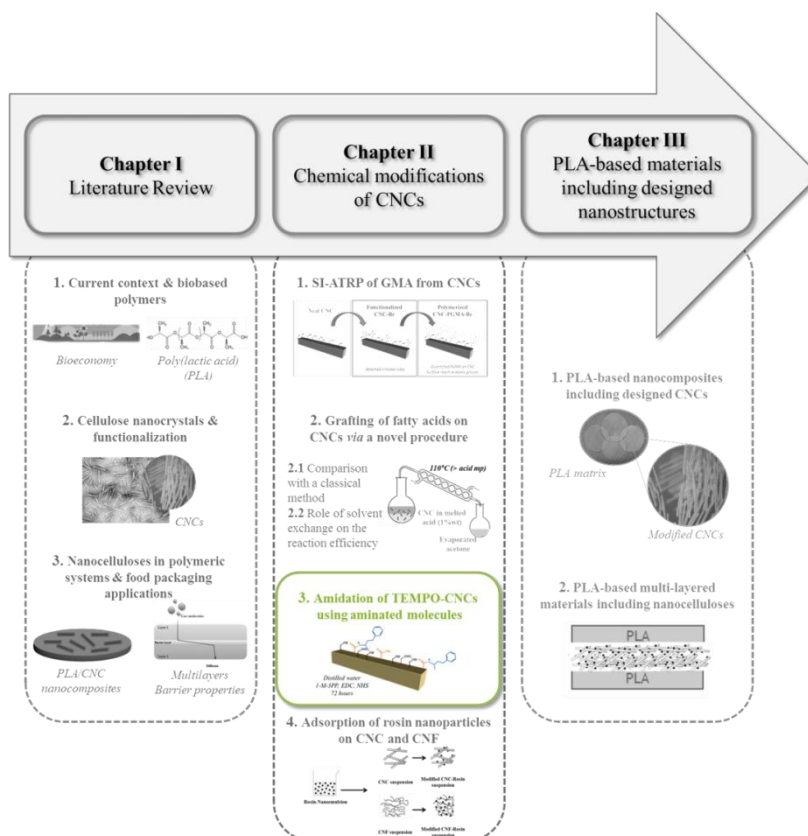 Chapter I
Literature Review
Chapter II
Chemical modifications
of CNCs
Chapter III
PLA-based materials
including designed
nanostructures
1. Current context & biobased
polymers
Bioeconomy
Poly(lactic acid)
(PLA)
2. Cellulose nanocrystals &
functionalization
CNCs
3. Nanocelluloses in polymeric
systems & food packaging
applications
PLA/CNC
nanocomposites
Multilayers
Barrier properties
1. SI-ATRP of GMA from CNCs
Neat CNC
Functionalized
CNC-Br
Polymerized
CNC-PGMA-Br
2. Grafting of fatty acids on
CNCs via a novel procedure
2.1 Comparison
with a classical
method
2.2 Role of solvent
exchange on the
reaction efficiency
110°C (> acid mp)
CNC in melted
acid (1%wt)
Evaporated
acetone
3. Amidation of TEMPO-CNCs
using aminated molecules
Distilled water
1-M-3PP, EDC, NHS
72 hours
4. Adsorption of rosin nanoparticles
on CNC and CNF
Rosin Nanoemulsion
CNC suspension
Modified CNC-Rosin
suspension
CNF suspension
Modified CNF-Rosin
suspension
1. PLA-based nanocomposites
including designed CNCs
PLA matrix
Modified CNCs
2. PLA-based multi-layered
materials including nanocelluloses
PLA
PLA